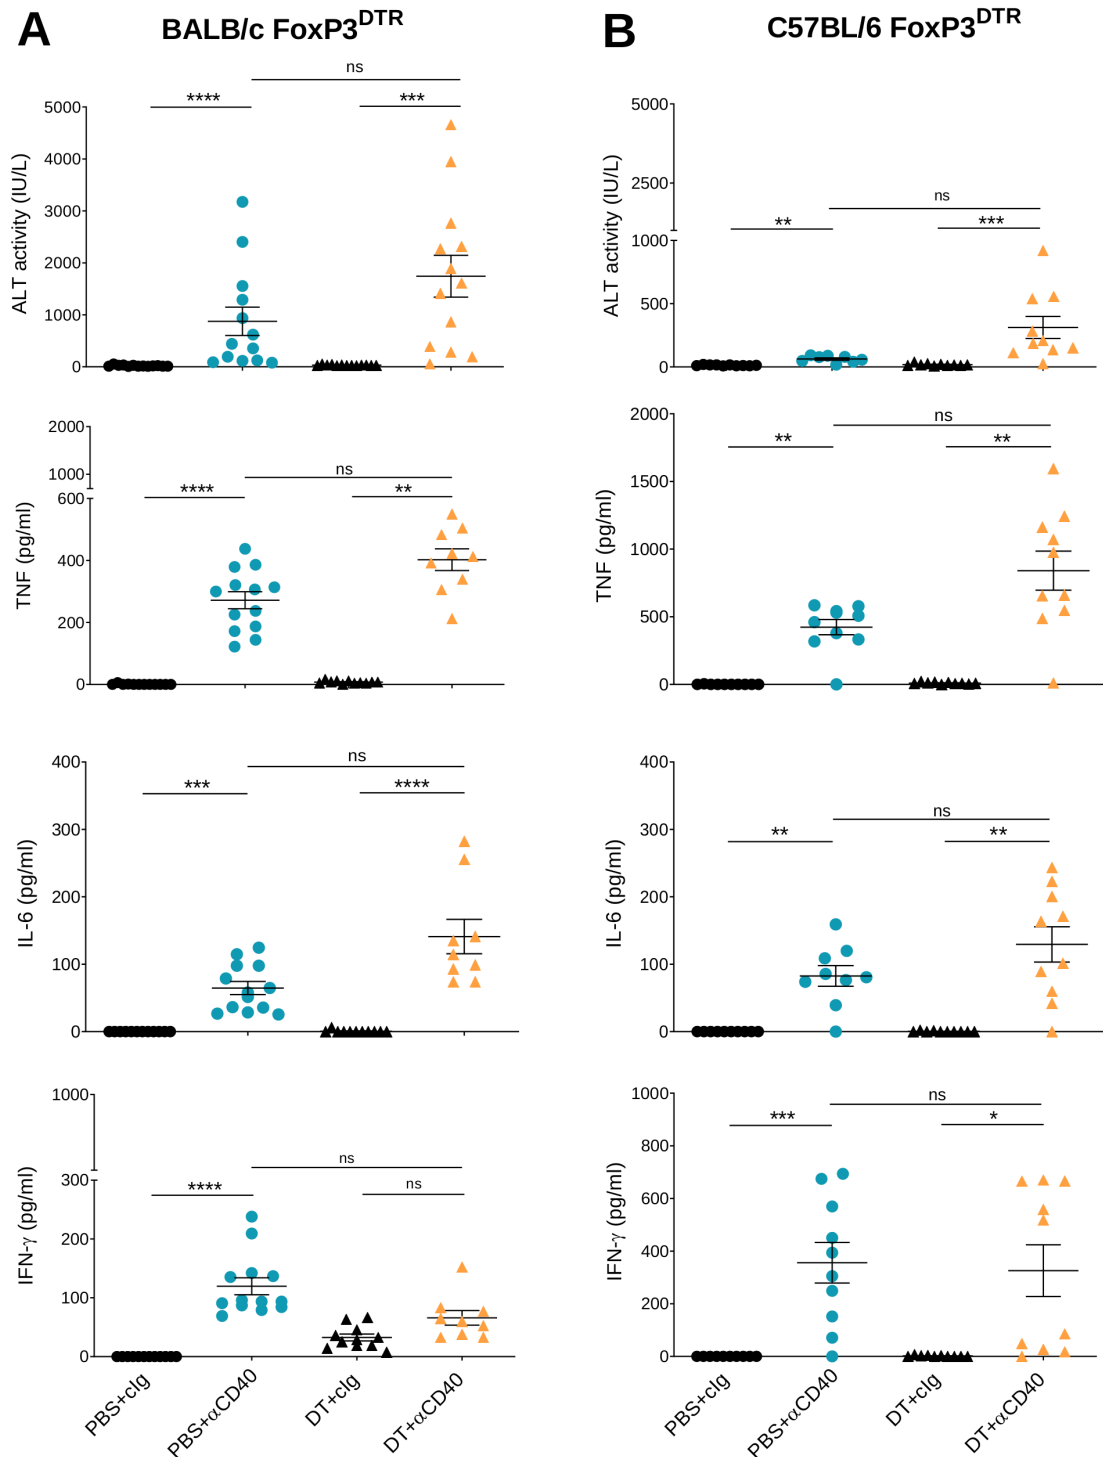 A
BALB/c FoxP3DTR
B
C57BL/6 FoxP3DTR
ns
****
***
5000
4000
3000
2000
1000
0
ALT activity (IU/L)
ns
**
***
5000
2500
1000
500
0
ALT activity (IU/L)
ns
****
**
2000
1000
600
400
200
0
TNF (pg/ml)
ns
**
**
2000
1500
1000
500
0
TNF (pg/ml)
ns
***
****
400
300
200
100
0
IL-6 (pg/ml)
ns
**
**
400
300
200
100
0
IL-6 (pg/ml)
ns
****
ns
1000
300
200
100
0
IFN-γ (pg/ml)
PBS+cIg
PBS+αCD40
DT+cIg
DT+αCD40
ns
***
*
1000
800
600
400
200
0
IFN-γ (pg/ml)
PBS+cIg
PBS+αCD40
DT+cIg
DT+αCD40